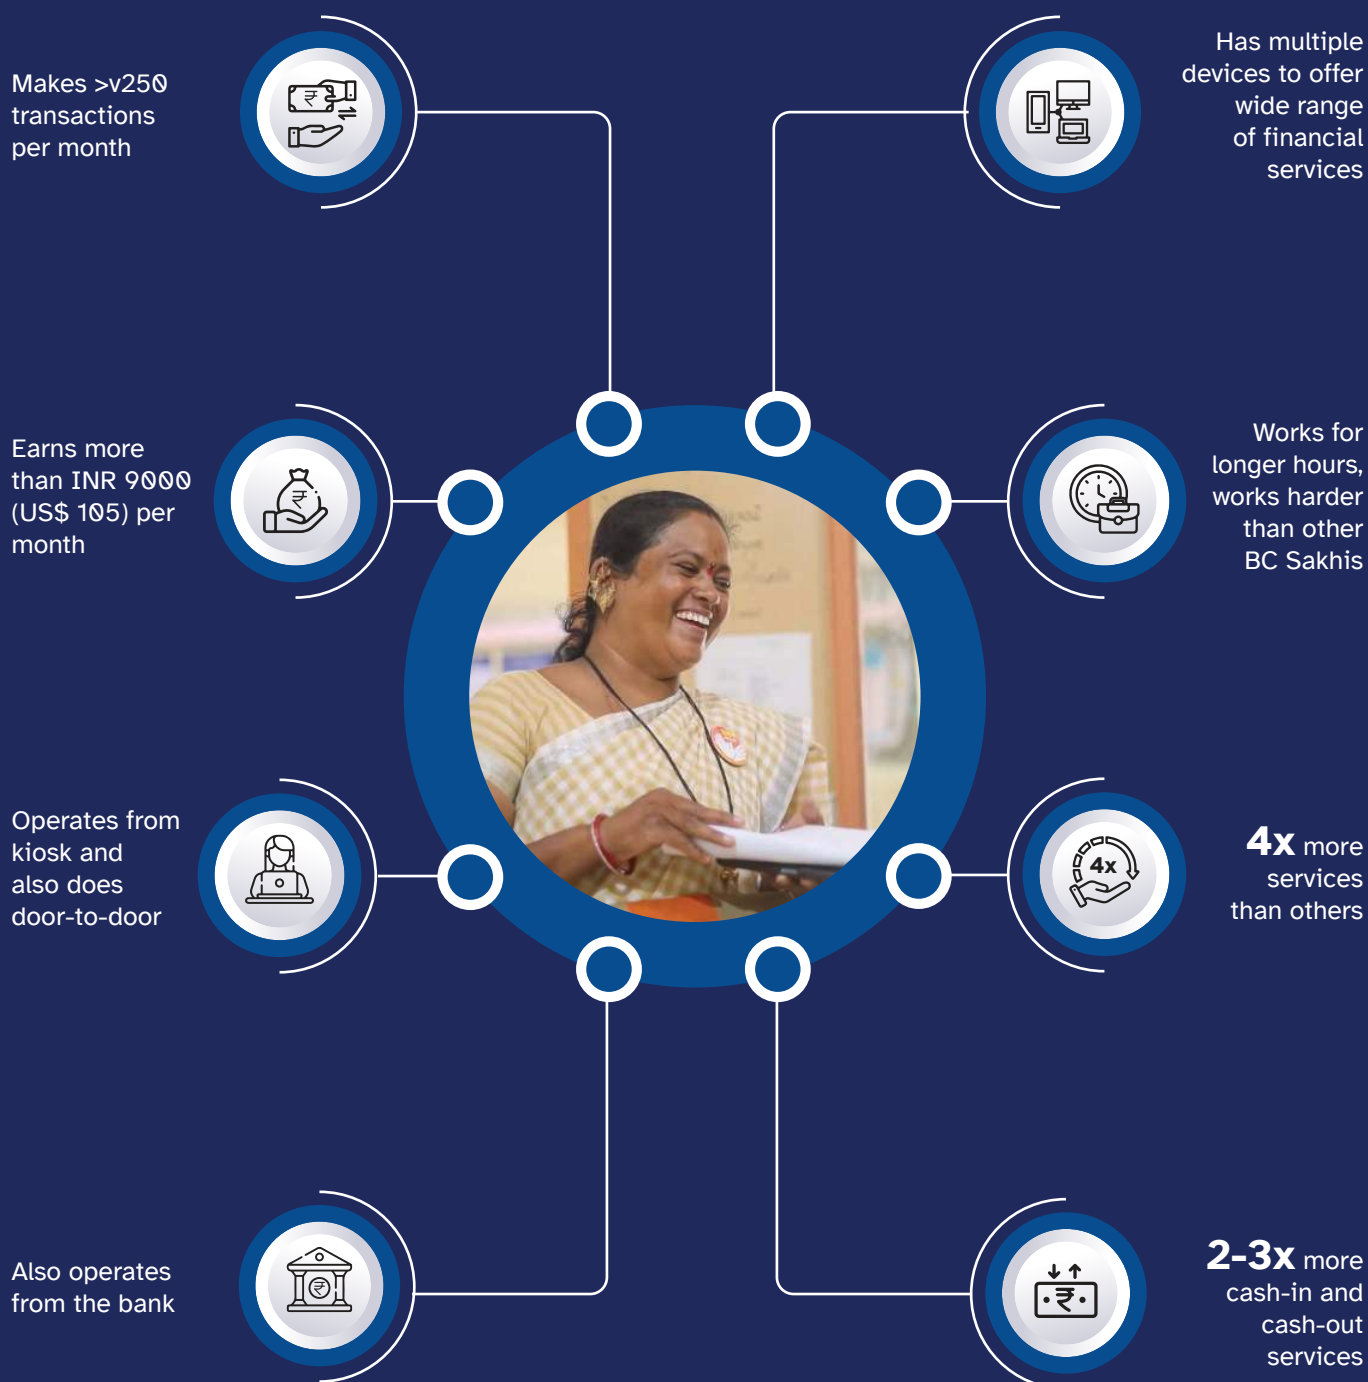 Makes >v250
transactions
per month
Has multiple
devices to offer
wide range
of financial
services
Earns more
than INR 9000
(US$ 105) per
month
Works for
longer hours,
works harder
than other
BC Sakhis
Operates from
kiosk and
also does
door-to-door
4x
4x more
services
than others
Also operates
from the bank
2-3x more
cash-in and
cash-out
services